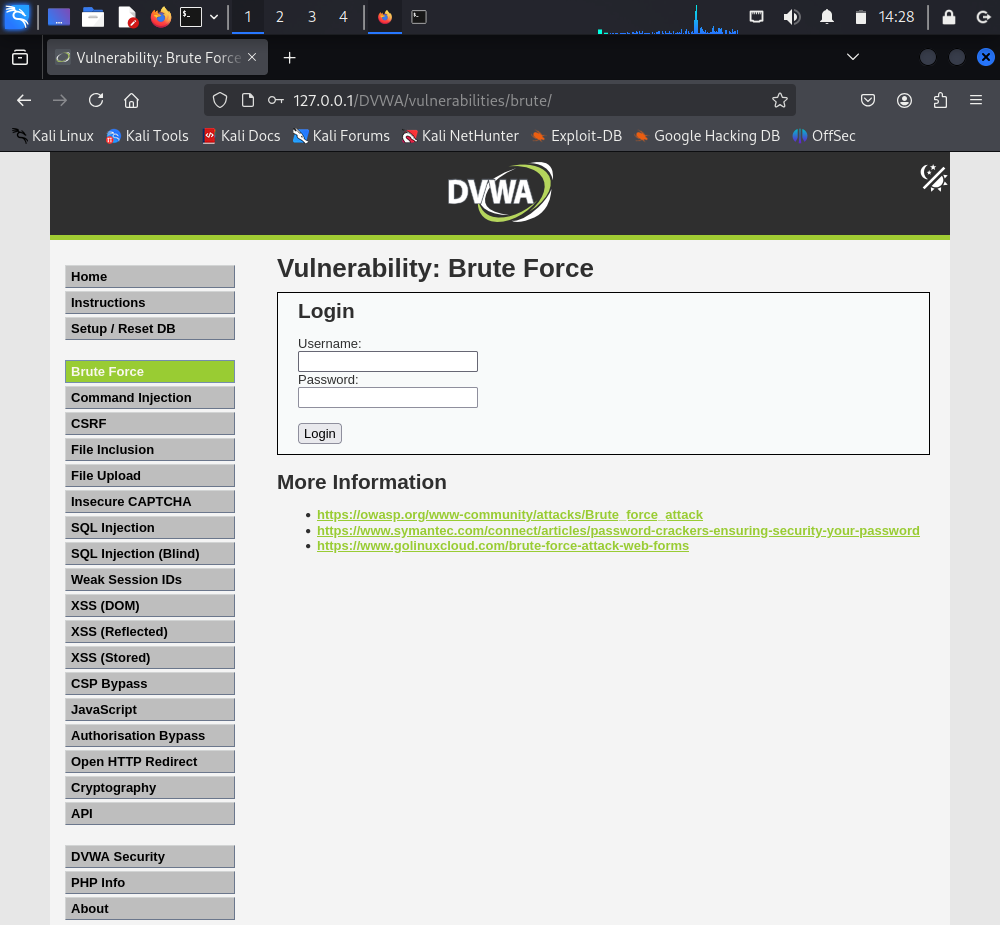 1 2 3 4 14:28
Vulnerability: Brute Force
127.0.0.1/DVWA/vulnerabilities/brute/
Kali Linux Kali Tools Kali Docs Kali Forums Kali NetHunter Exploit-DB Google Hacking DB OffSec
DVWA
Home
Instructions
Setup / Reset DB
Brute Force
Command Injection
CSRF
File Inclusion
File Upload
Insecure CAPTCHA
SQL Injection
SQL Injection (Blind)
Weak Session IDs
XSS (DOM)
XSS (Reflected)
XSS (Stored)
CSP Bypass
JavaScript
Authorisation Bypass
Open HTTP Redirect
Cryptography
API
DVWA Security
PHP Info
About
Vulnerability: Brute Force
Login
Username:
Password:
Login
More Information
https://owasp.org/www-community/attacks/Brute_force_attack
https://www.symantec.com/connect/articles/password-crackers-ensuring-security-your-password
https://www.golinuxcloud.com/brute-force-attack-web-forms